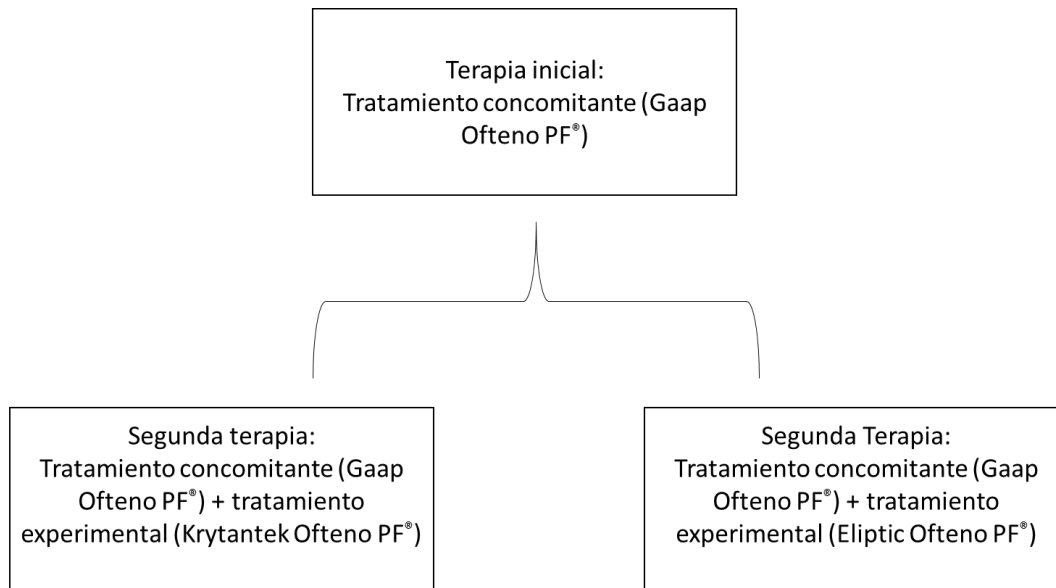 Terapia inicial:
Tratamiento concomitante (Gaap
Ofteno PF®)
Segunda terapia:
Tratamiento concomitante (Gaap
Ofteno PF®) + tratamiento
experimental (Krytantek Ofteno PF®)
Segunda Terapia:
Tratamiento concomitante (Gaap
Ofteno PF®) + tratamiento
experimental (Eliptic Ofteno PF®)